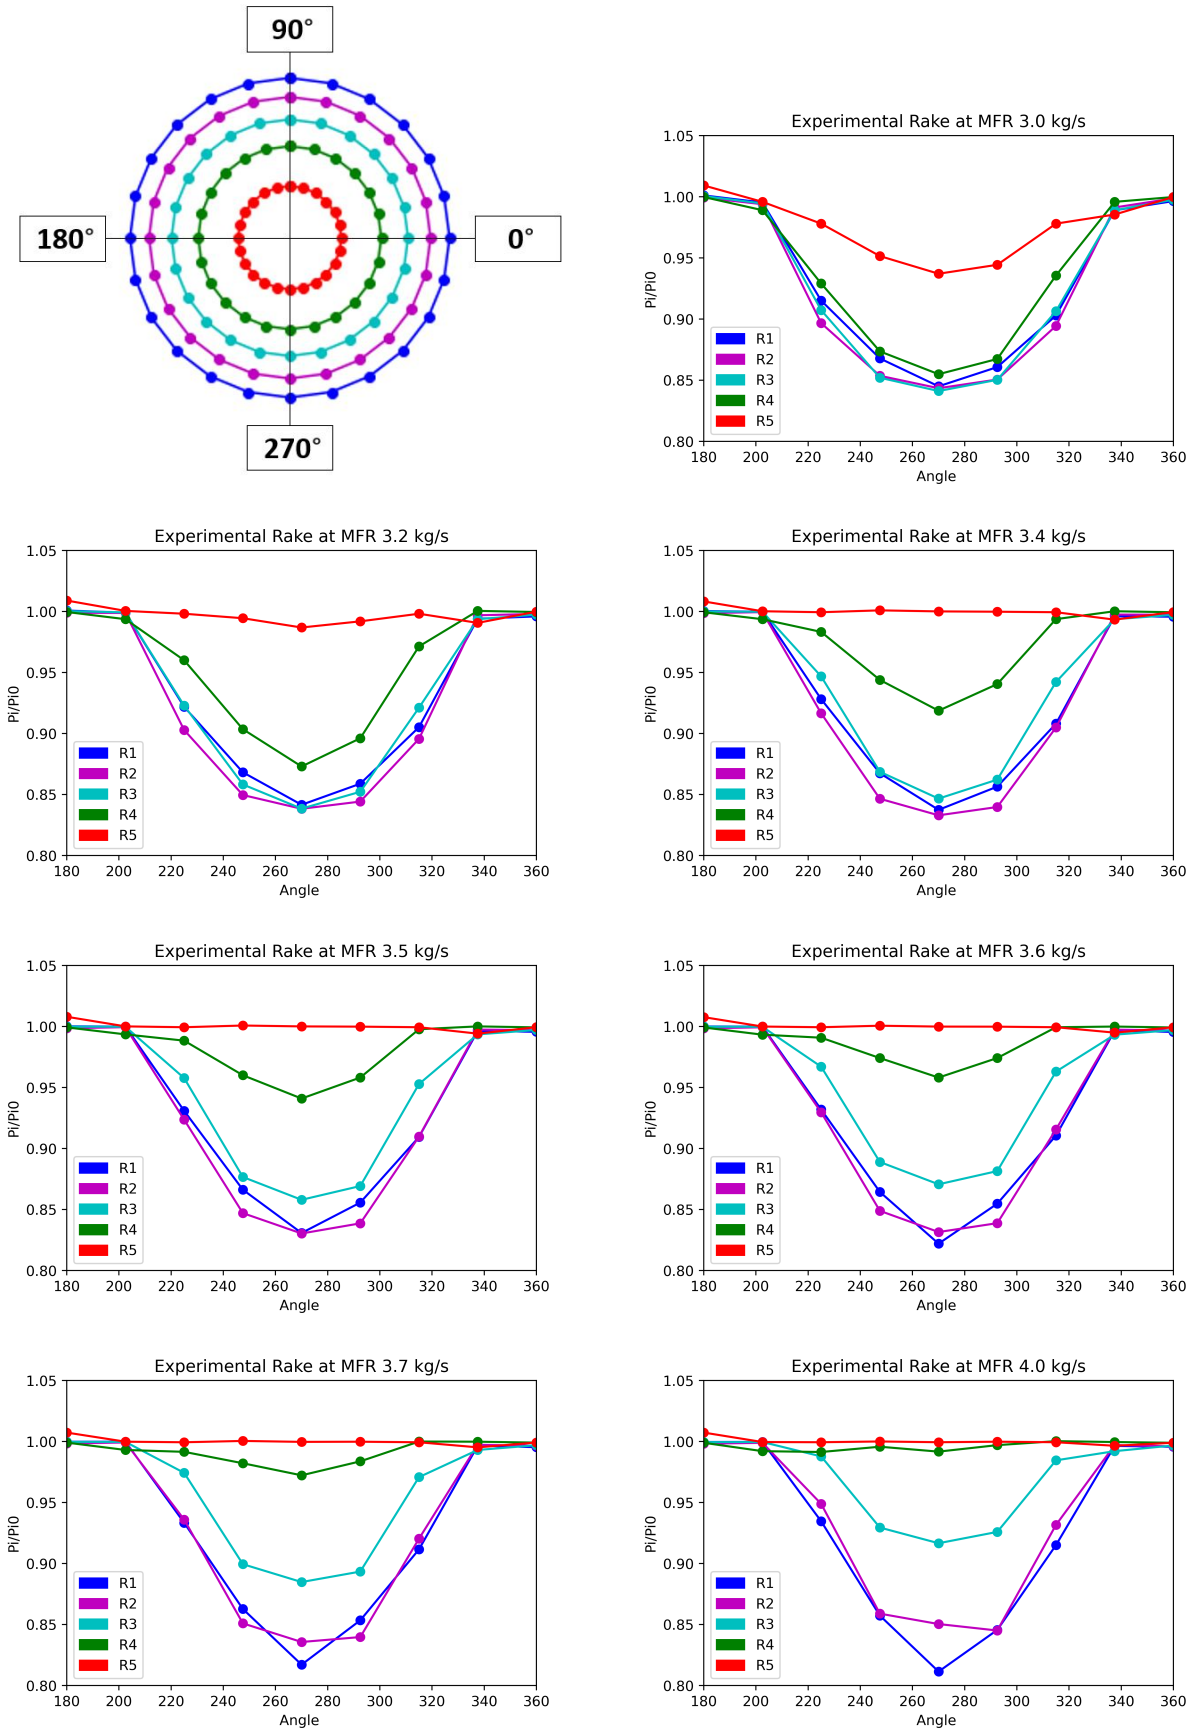 90°
180°
0°
270°
Experimental Rake at MFR 3.0 kg/s
1.05
1.00
0.95
0.90
0.85
0.80
Pi/Pi0
R1
R2
R3
R4
R5
180 200 220 240 260 280 300 320 340 360
Angle
Experimental Rake at MFR 3.2 kg/s
1.05
1.00
0.95
0.90
0.85
0.80
Pi/Pi0
R1
R2
R3
R4
R5
180 200 220 240 260 280 300 320 340 360
Angle
Experimental Rake at MFR 3.4 kg/s
1.05
1.00
0.95
0.90
0.85
0.80
Pi/Pi0
R1
R2
R3
R4
R5
180 200 220 240 260 280 300 320 340 360
Angle
Experimental Rake at MFR 3.5 kg/s
1.05
1.00
0.95
0.90
0.85
0.80
Pi/Pi0
R1
R2
R3
R4
R5
180 200 220 240 260 280 300 320 340 360
Angle
Experimental Rake at MFR 3.6 kg/s
1.05
1.00
0.95
0.90
0.85
0.80
Pi/Pi0
R1
R2
R3
R4
R5
180 200 220 240 260 280 300 320 340 360
Angle
Experimental Rake at MFR 3.7 kg/s
1.05
1.00
0.95
0.90
0.85
0.80
Pi/Pi0
R1
R2
R3
R4
R5
180 200 220 240 260 280 300 320 340 360
Angle
Experimental Rake at MFR 4.0 kg/s
1.05
1.00
0.95
0.90
0.85
0.80
Pi/Pi0
R1
R2
R3
R4
R5
180 200 220 240 260 280 300 320 340 360
Angle